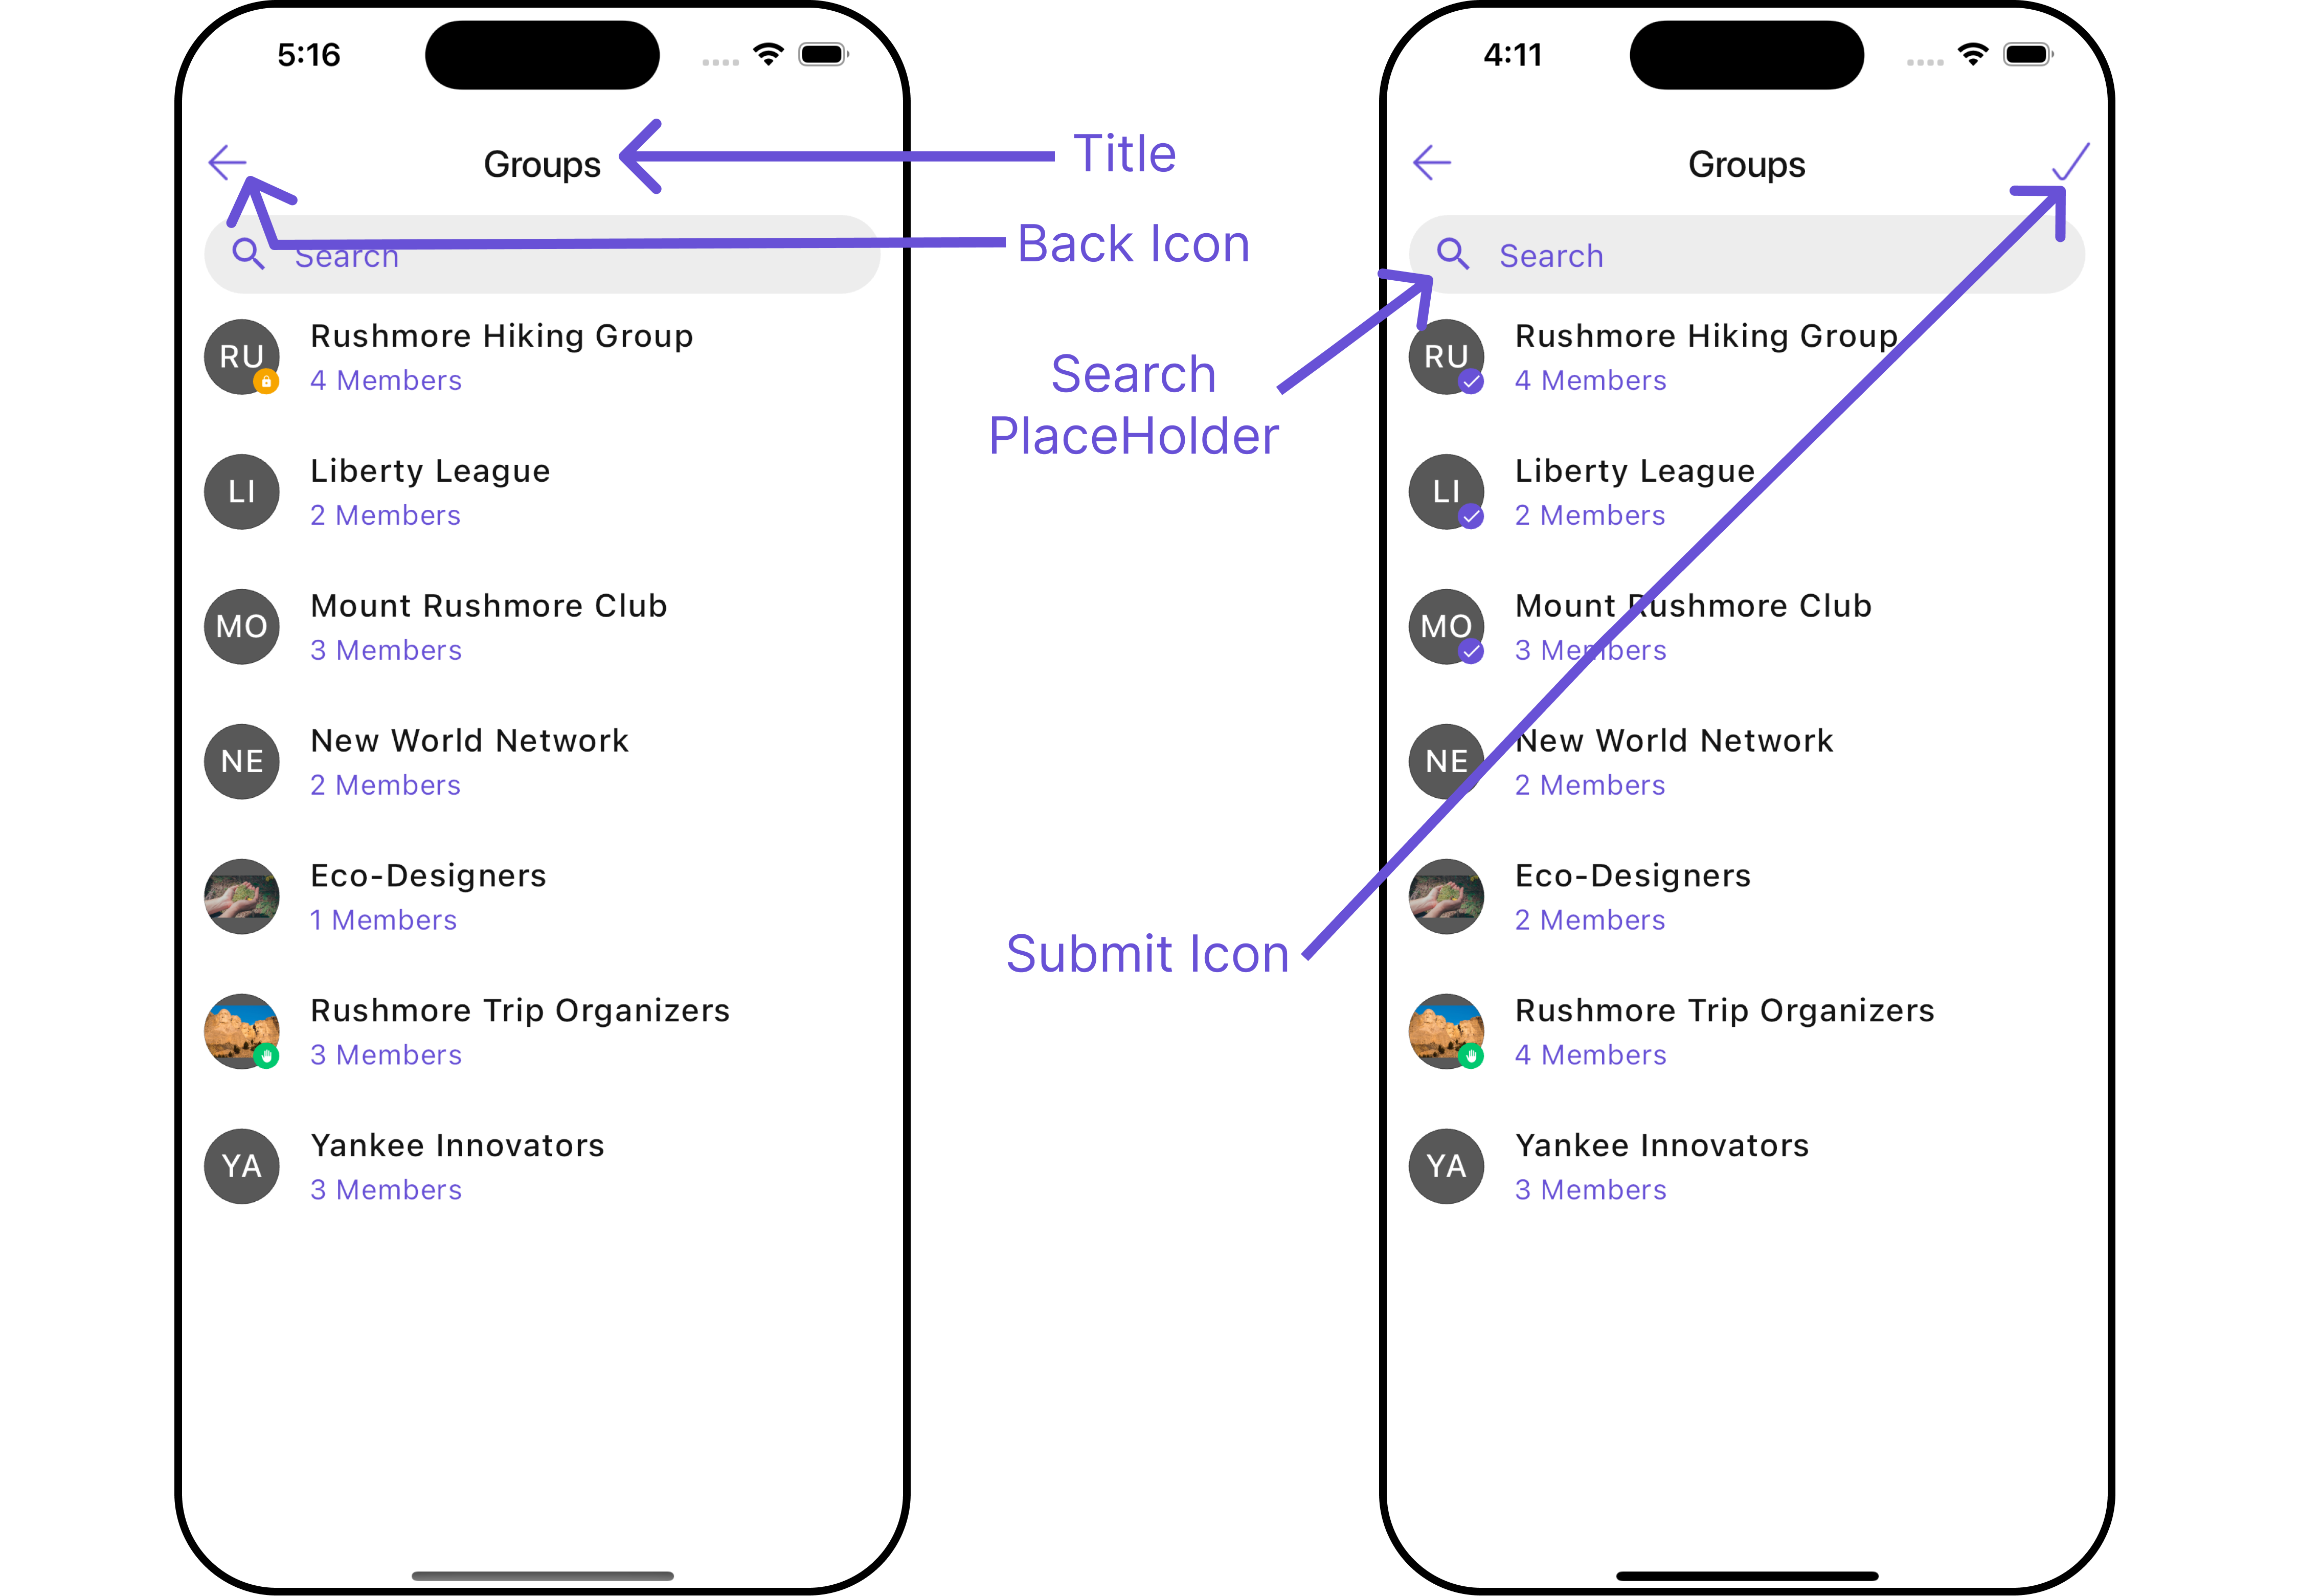 5:16
Groups
Search
RU
Rushmore Hiking Group
4 Members
LI
Liberty League
2 Members
MO
Mount Rushmore Club
3 Members
NE
New World Network
2 Members
Eco-Designers
1 Members
Rushmore Trip Organizers
3 Members
YA
Yankee Innovators
3 Members
Title
Back Icon
Search
PlaceHolder
Submit Icon
4:11
Groups
Search
RU
Rushmore Hiking Group
4 Members
LI
Liberty League
2 Members
MO
Mount Rushmore Club
3 Members
NE
New World Network
2 Members
Eco-Designers
2 Members
Rushmore Trip Organizers
4 Members
YA
Yankee Innovators
3 Members